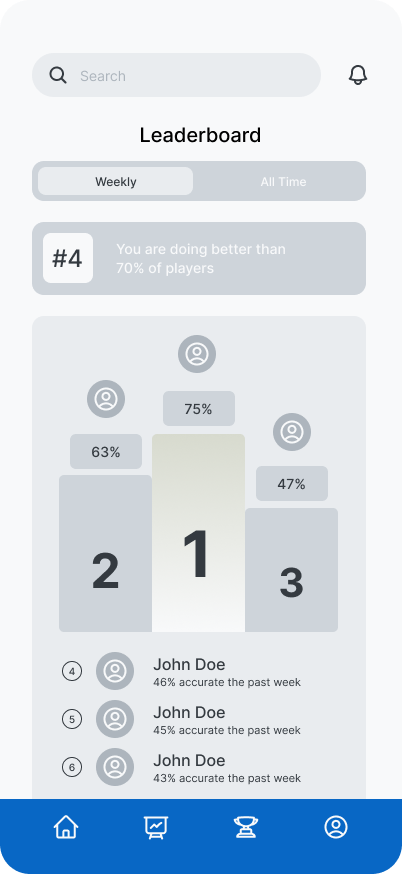 Search
Leaderboard
Weekly
All Time
#4
You are doing better than
70% of players
75%
63%
47%
1
2
3
4
John Doe
46% accurate the past week
5
John Doe
45% accurate the past week
6
John Doe
43% accurate the past week